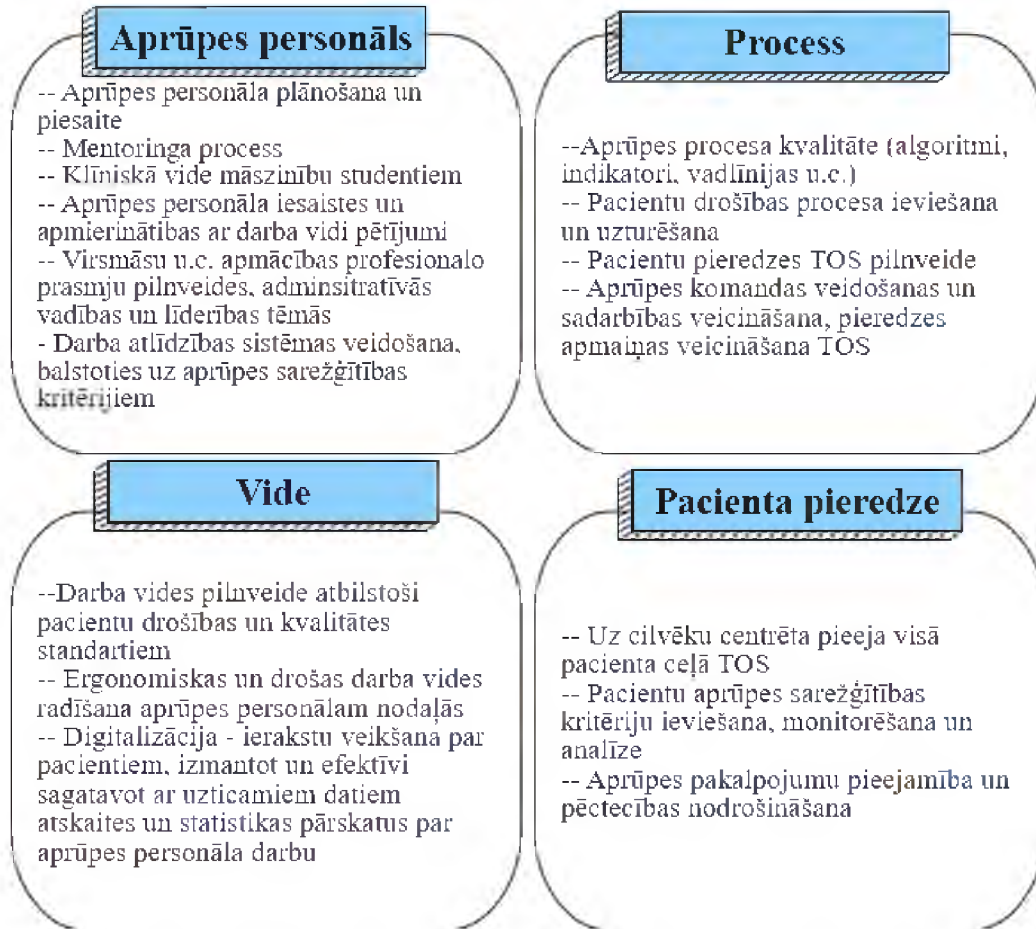 Aprūpes personāls
-- Aprūpes personāla plānošana un
piesaite
-- Mentoringa process
-- Klīniskā vide māszinību studentiem
-- Aprūpes personāla iesaistes un
apmierinātības ar darba vidi pētījumi
-- Virsmāsu u.c. apmācības profesionalo
prasmju pilnveides, adminsitratīvās
vadības un līderības tēmās
- Darba atlīdzības sistēmas veidošana,
balstoties uz aprūpes sarežģītības
kritērijiem
Process
--Aprūpes procesa kvalitāte (algoritmi,
indikatori, vadlīnijas u.c.)
-- Pacientu drošības procesa ieviešana
un uzturēšana
-- Pacientu pieredzes TOS pilnveide
-- Aprūpes komandas veidošanas un
sadarbības veicināšana, pieredzes
apmaiņas veicināšana TOS
Vide
--Darba vides pilnveide atbilstoši
pacientu drošības un kvalitātes
standartiem
-- Ergonomiskas un drošas darba vides
radīšana aprūpes personālam nodaļās
-- Digitalizācija - ierakstu veikšana par
pacientiem, izmantot un efektīvi
sagatavot ar uzticamiem datiem
atskaites un statistikas pārskatus par
aprūpes personāla darbu
Pacienta pieredze
-- Uz cilvēku centrēta pieeja visā
pacienta ceļā TOS
-- Pacientu aprūpes sarežģītības
kritēriju ieviešana, monitorēšana un
analīze
-- Aprūpes pakalpojumu pieejamība un
pēctecības nodrošināšana